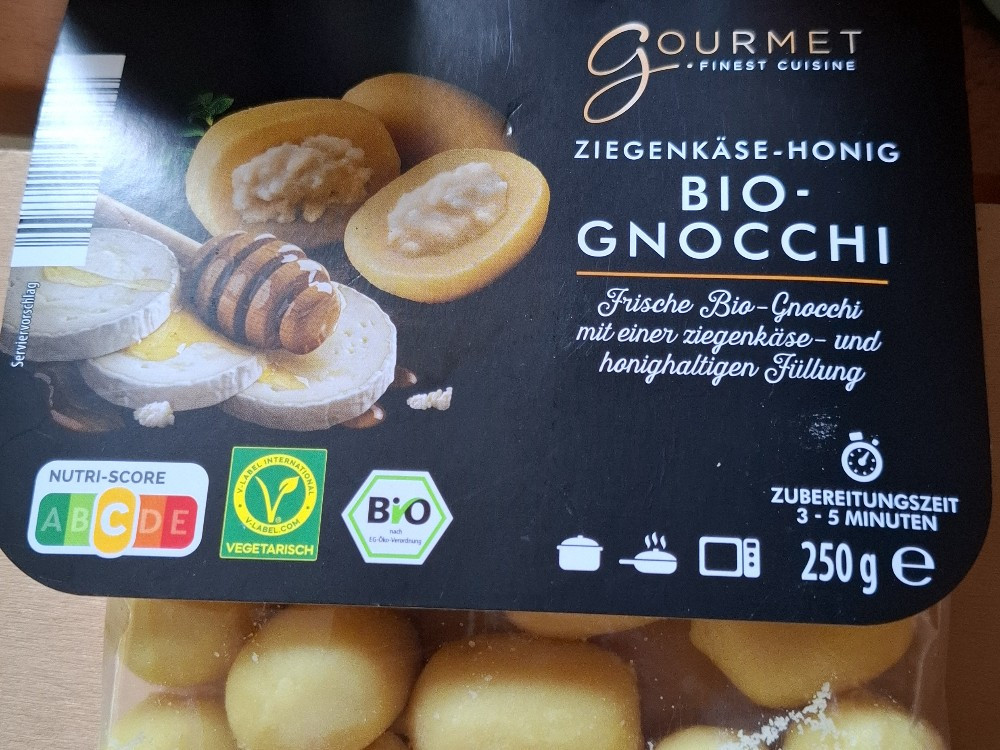 GOURMET
FINEST CUISINE
ZIEGENKÄSE-HONIG
BIO-
GNOCCHI
Frische Bio-Gnocchi
mit einer ziegenkäse- und
honighaltigen Füllung
Serviervorschlag
NUTRI-SCORE
A B C D E
V-LABEL INTERNATIONAL
V-LABEL.COM
VEGETARISCH
BIO
nach
EG-Öko-Verordnung
ZUBEREITUNGSZEIT
3 - 5 MINUTEN
250 g e